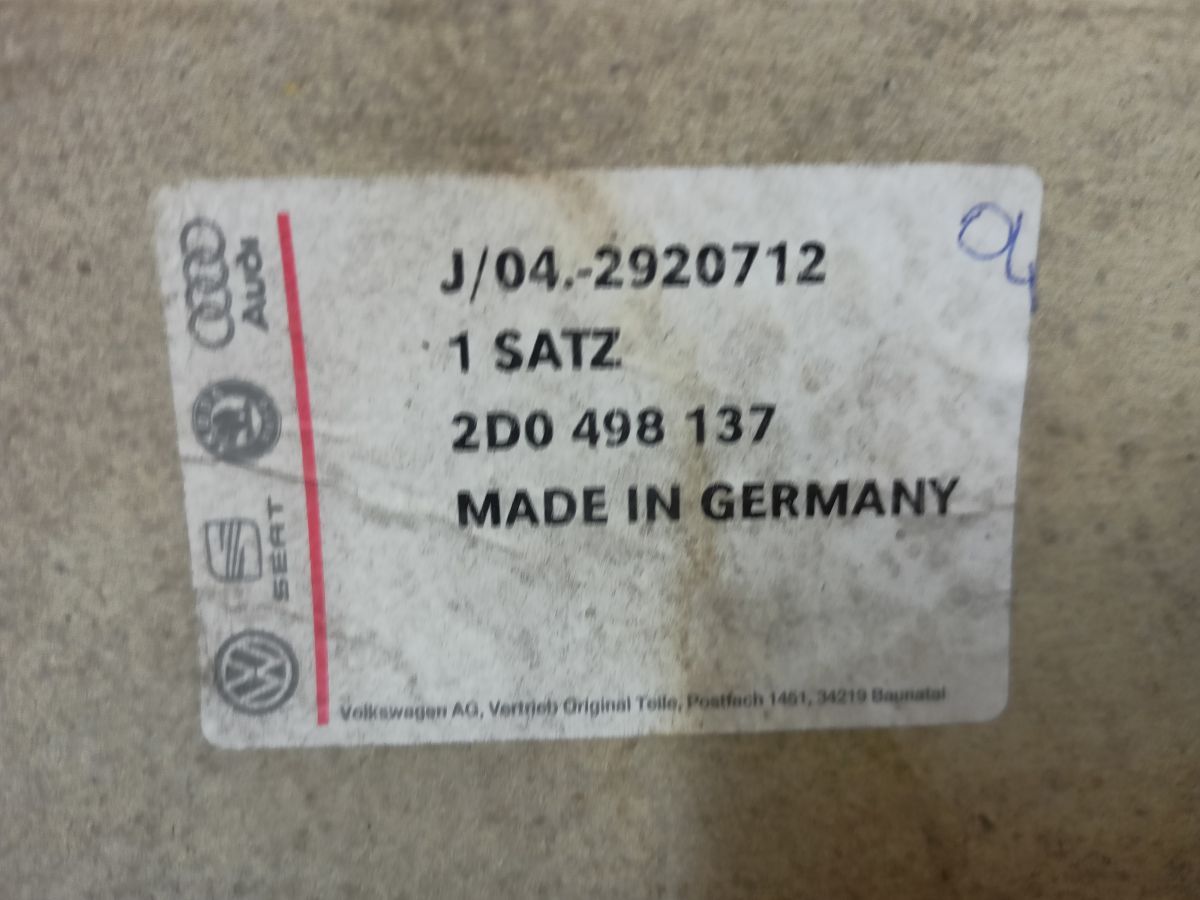 J/04.-2920712
1 SATZ
2D0 498 137
MADE IN GERMANY
Volkswagen AG, Vertrieb Original Teile, Postfach 1451, 34219 Baunatal
Audi
SEAT